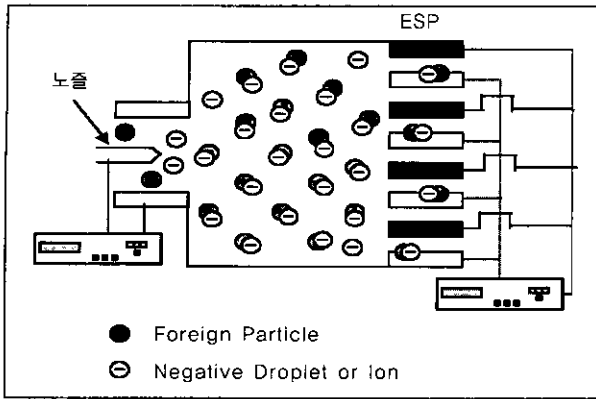 ESP
노즐
Foreign Particle
Negative Droplet or Ion